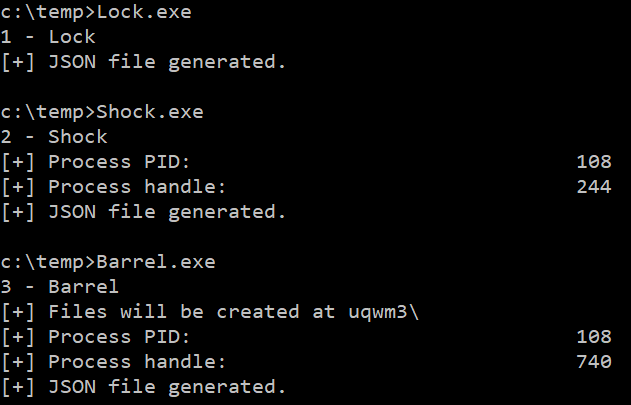 c:\temp>Lock.exe
1 - Lock
[+] JSON file generated.
c:\temp>Shock.exe
2 - Shock
[+] Process PID: 108
[+] Process handle: 244
[+] JSON file generated.
c:\temp>Barrel.exe
3 - Barrel
[+] Files will be created at uqwm3\
[+] Process PID: 108
[+] Process handle: 740
[+] JSON file generated.